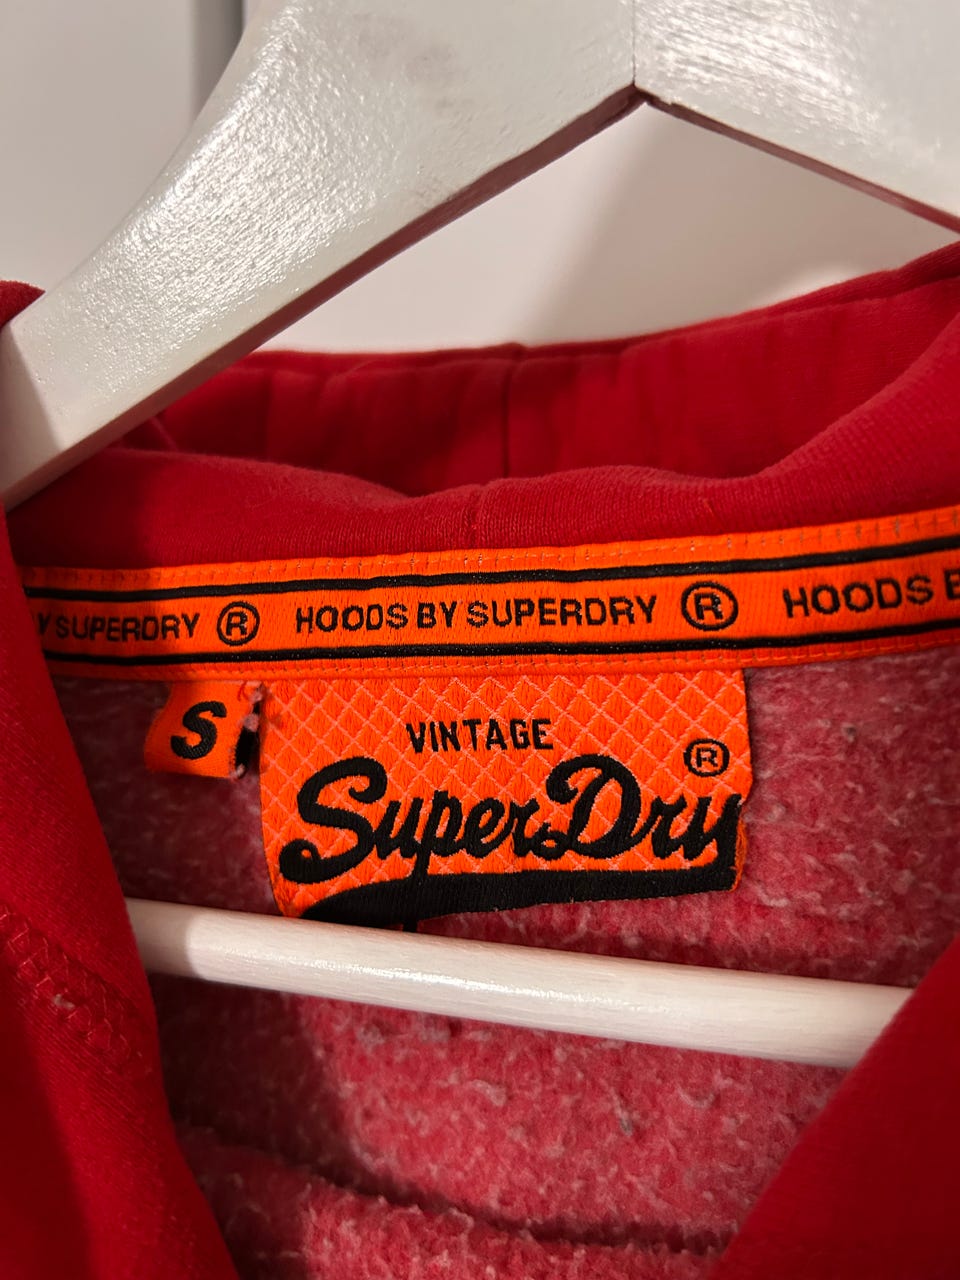 Y SUPERDRY ® HOODS BY SUPERDRY ® HOODS B
S
VINTAGE
SuperDry ®